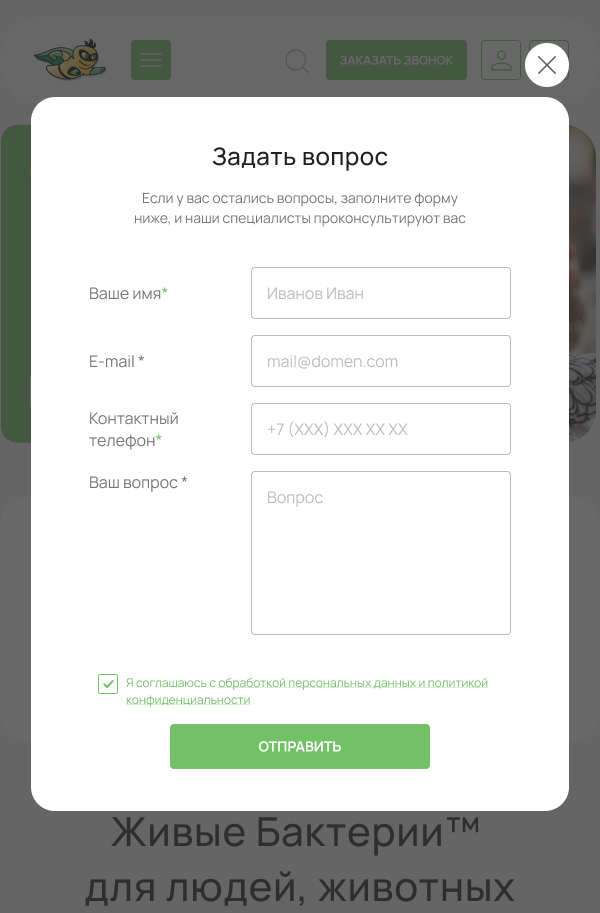 ЗАКАЗАТЬ ЗВОНОК
Задать вопрос
Если у вас остались вопросы, заполните форму
ниже, и наши специалисты проконсультируют вас
Ваше имя*
Иванов Иван
E-mail *
mail@domen.com
Контактный
телефон*
+7 (XXX) XXX XX XX
Ваш вопрос *
Вопрос
Я соглашаюсь с обработкой персональных данных и политикой
конфиденциальности
ОТПРАВИТЬ
Живые Бактерии™
для людей, животных